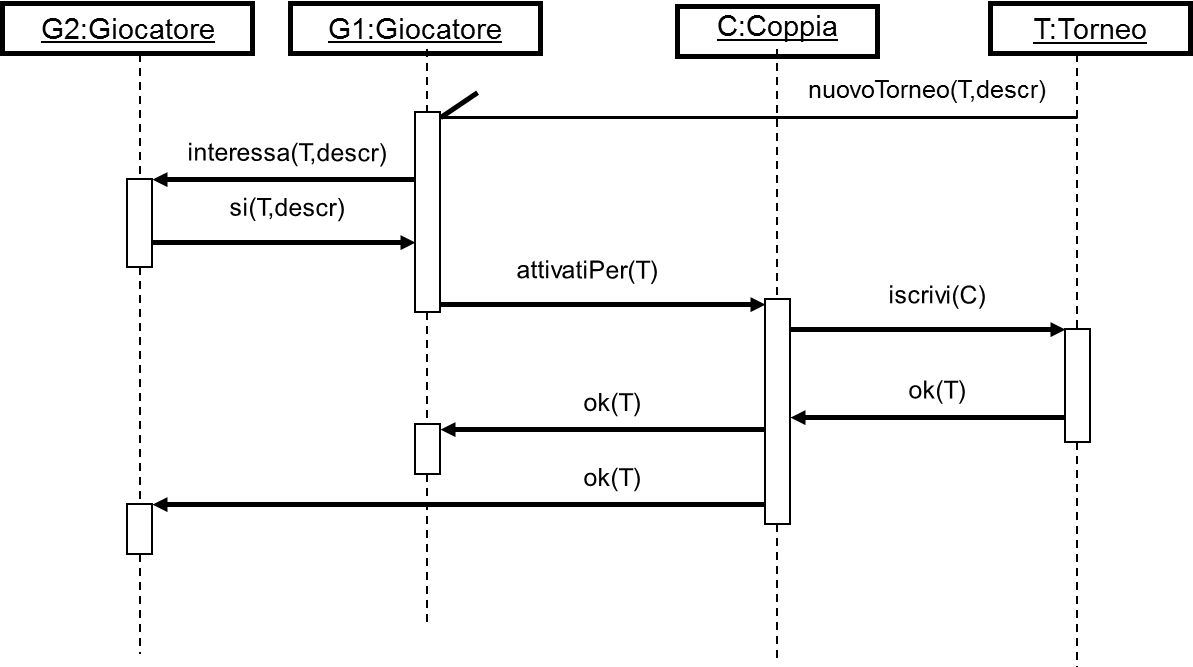 G2:Giocatore
G1:Giocatore
C:Coppia
T:Torneo
nuovoTorneo(T,descr)
interessa(T,descr)
si(T,descr)
attivatiPer(T)
iscrivi(C)
ok(T)
ok(T)
ok(T)